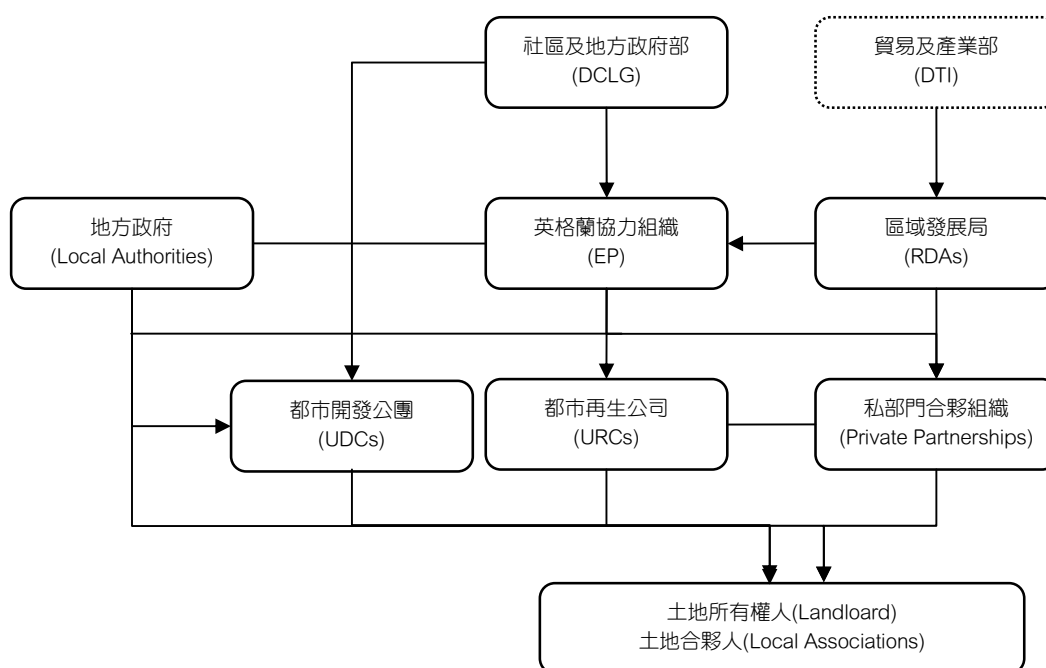 社區及地方政府部
(DCLG)
貿易及產業部
(DTI)
地方政府
(Local Authorities)
英格蘭協力組織
(EP)
區域發展局
(RDAs)
都市開發公團
(UDCs)
都市再生公司
(URCs)
私部門合夥組織
(Private Partnerships)
土地所有權人(Landloard)
土地合夥人(Local Associations)